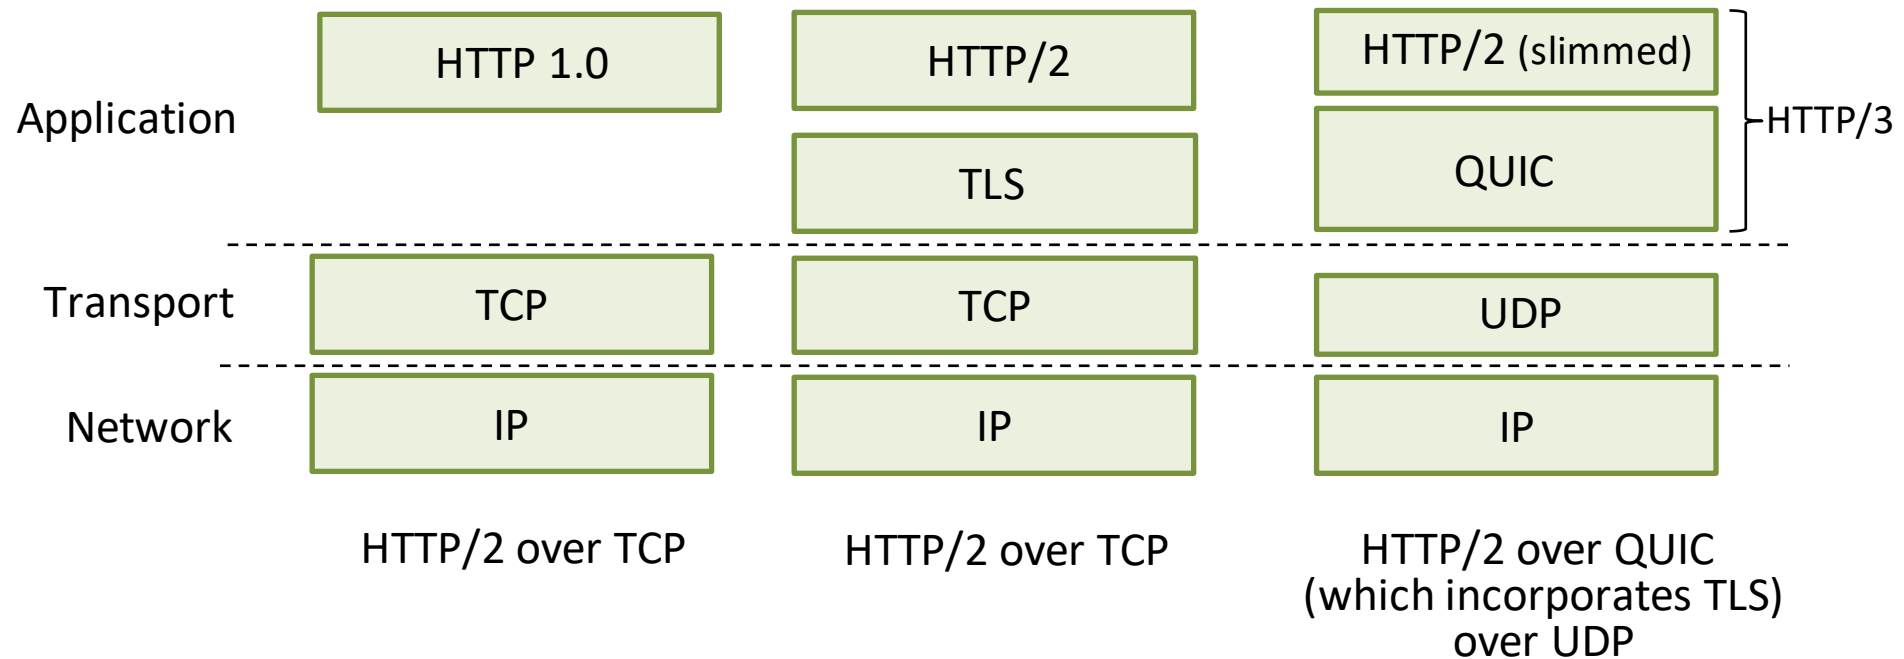 HTTP 1.0
HTTP/2
HTTP/2 (slimmed)
Application
HTTP/3
TLS
QUIC
Transport
TCP
TCP
UDP
Network
IP
IP
IP
HTTP/2 over TCP
HTTP/2 over TCP
HTTP/2 over QUIC
(which incorporates TLS)
over UDP